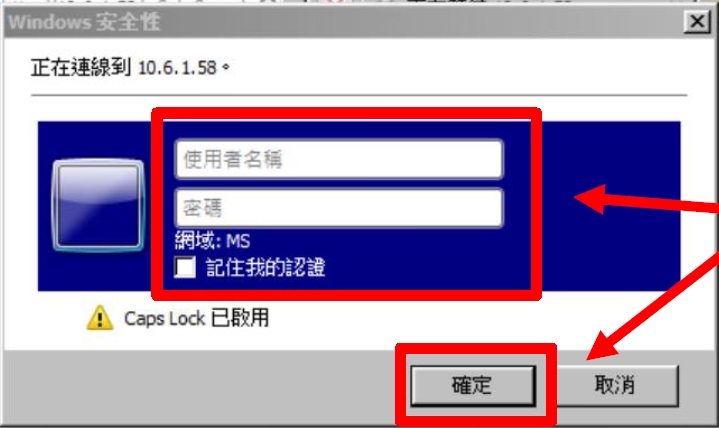 Windows 安全性
正在連線到 10.6.1.58。
使用者名稱
密碼
網域: MS
記住我的認證
Caps Lock 已啟用
確定
取消